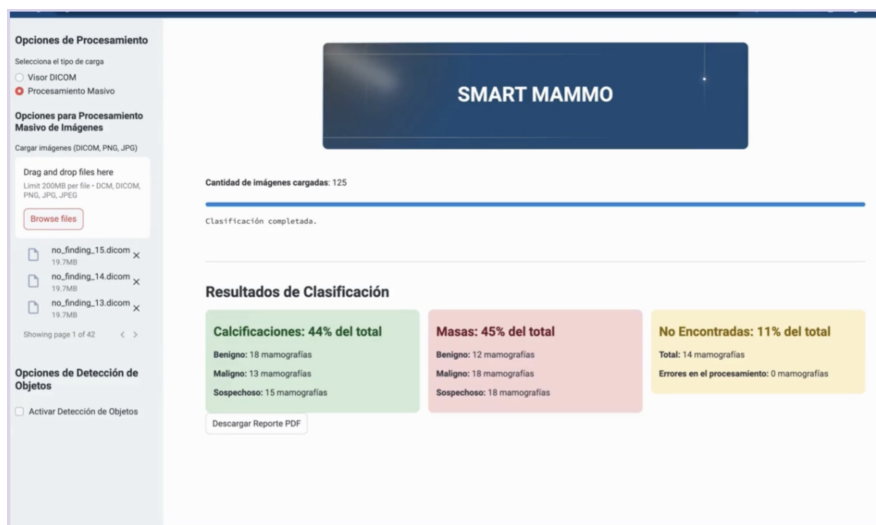 Opciones de Procesamiento
Selecciona el tipo de carga
Visor DICOM
Procesamiento Masivo
Opciones para Procesamiento
Masivo de Imágenes
Cargar imágenes (DICOM, PNG, JPG)
Drag and drop files here
Limit 200MB per file • DCM, DICOM,
PNG, JPG, JPEG
Browse files
no_finding_15.dicom
19.7MB
no_finding_14.dicom
19.7MB
no_finding_13.dicom
19.7MB
Showing page 1 of 42
Opciones de Detección de
Objetos
Activar Detección de Objetos
SMART MAMMO
Cantidad de imágenes cargadas: 125
Clasificación completada.
Resultados de Clasificación
Calcificaciones: 44% del total
Benigno: 18 mamografías
Maligno: 13 mamografías
Sospechoso: 15 mamografías
Masas: 45% del total
Benigno: 12 mamografías
Maligno: 18 mamografías
Sospechoso: 18 mamografías
No Encontradas: 11% del total
Total: 14 mamografías
Errores en el procesamiento: 0 mamografías
Descargar Reporte PDF